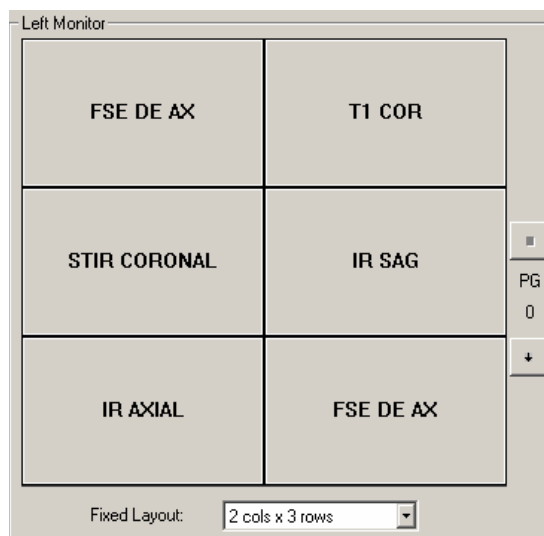 Left Monitor
FSE DE AX
T1 COR
STIR CORONAL
IR SAG
PG
0
IR AXIAL
FSE DE AX
Fixed Layout: 2 cols x 3 rows